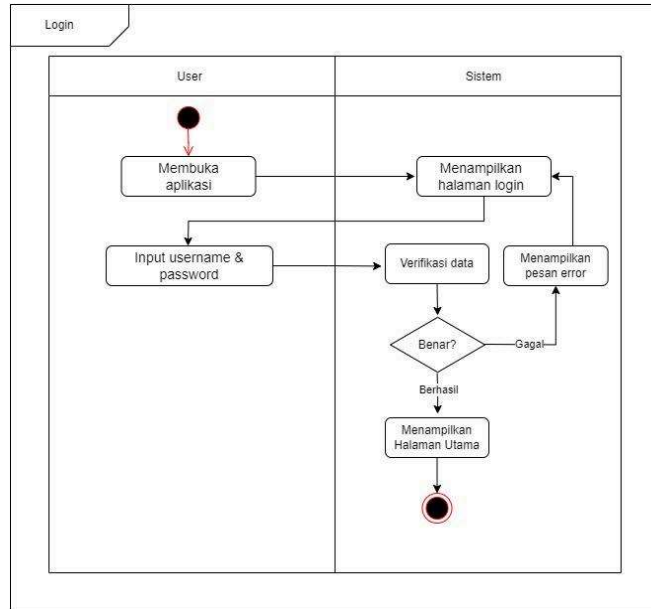 Login
User
Sistem
Membuka
aplikasi
Menampilkan
halaman login
Input username &
password
Verifikasi data
Menampilkan
pesan error
Benar?
Gagal
Berhasil
Menampilkan
Halaman Utama